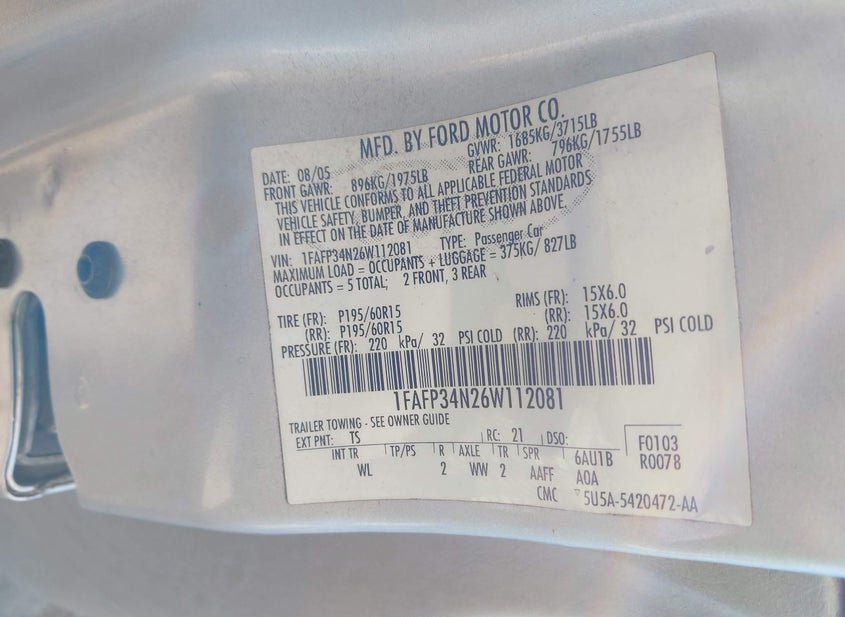 MFD. BY FORD MOTOR CO.
DATE: 08/05 GVWR: 1685KG/3715LB
FRONT GAWR: 896KG/1975LB REAR GAWR: 796KG/1755LB
THIS VEHICLE CONFORMS TO ALL APPLICABLE FEDERAL MOTOR
VEHICLE SAFETY, BUMPER, AND THEFT PREVENTION STANDARDS
IN EFFECT ON THE DATE OF MANUFACTURE SHOWN ABOVE.
VIN: 1FAFP34N26W112081 TYPE: Passenger Car
MAXIMUM LOAD = OCCUPANTS + LUGGAGE = 375KG/ 827LB
OCCUPANTS = 5 TOTAL; 2 FRONT, 3 REAR
TIRE (FR): P195/60R15 RIMS (FR): 15X6.0
(RR): P195/60R15 (RR): 15X6.0
PRESSURE (FR): 220 kPa/ 32 PSI COLD (RR): 220 kPa/ 32 PSI COLD
1FAFP34N26W112081
TRAILER TOWING - SEE OWNER GUIDE
EXT PNT: TS RC: 21 DSO: F0103
INT TR TP/PS R AXLE TR SPR 6AU1B R0078
WL 2 WW 2 AAFF AOA
CMC 5U5A-5420472-AA